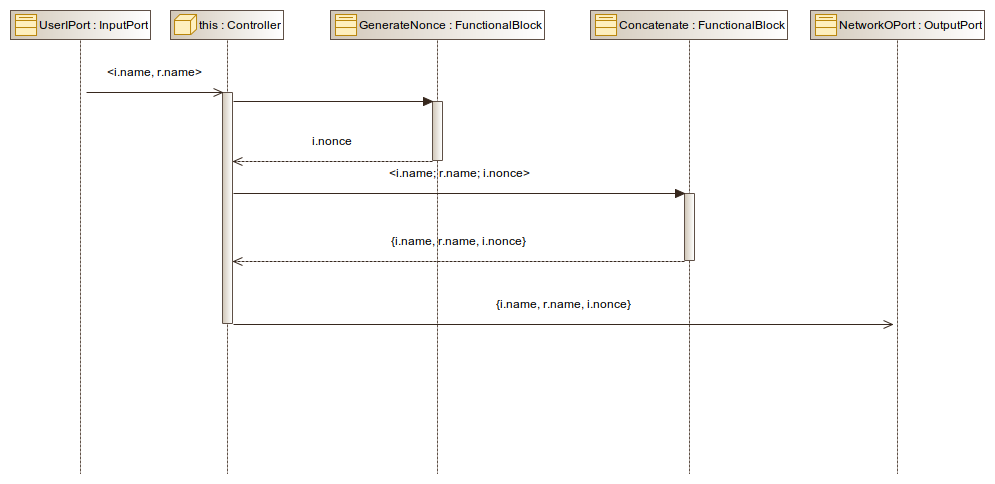 UserIPort : InputPort
this : Controller
GenerateNonce : FunctionalBlock
Concatenate : FunctionalBlock
NetworkOPort : OutputPort
<i.name, r.name>
i.nonce
<i.name; r.name; i.nonce>
{i.name, r.name, i.nonce}
{i.name, r.name, i.nonce}